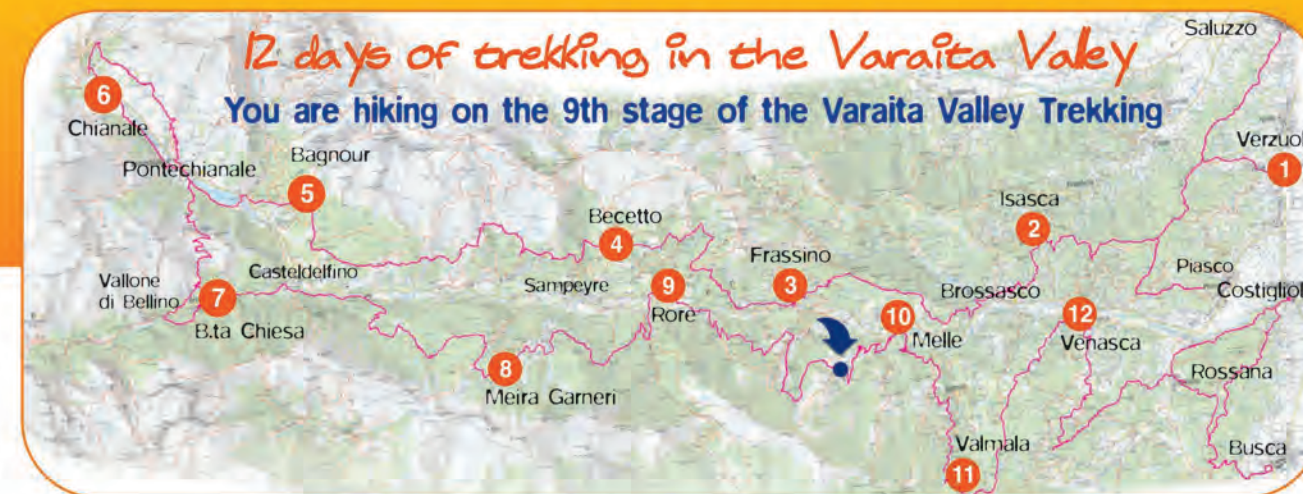 12 days of trekking in the Varaita Valley
You are hiking on the 9th stage of the Varaita Valley Trekking
Saluzzo
6
Chianale
Verzuol
1
Pontechianale
Bagnour
5
Isasca
2
Becetto
4
Frassino
3
Piasco
Costigliol
Vallone
di Bellino
7
Casteldelfino
Sampeyre
9
Rore
Brossasco
10
Melle
12
Venasca
B.ta Chiesa
8
Meira Garneri
Rossana
Valmala
11
Busca